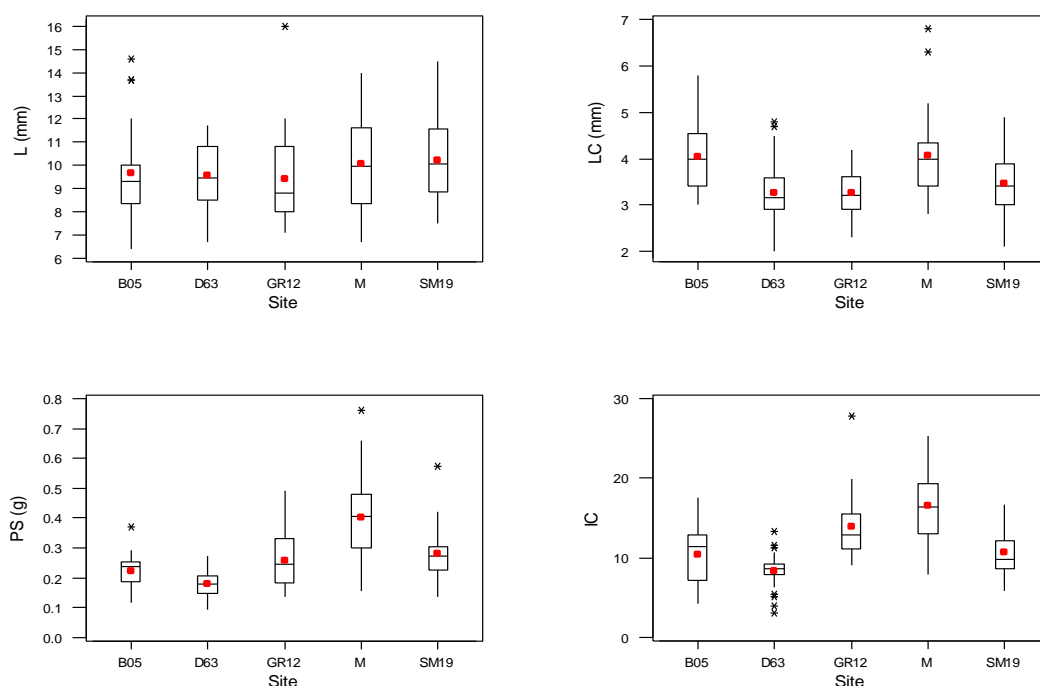 16
15
14
13
12
11
10
9
8
7
6
L (mm)
B05 D63 GR12 M SM19
Site
7
6
5
4
3
2
LC (mm)
B05 D63 GR12 M SM19
Site
0.8
0.7
0.6
0.5
0.4
0.3
0.2
0.1
0.0
PS (g)
B05 D63 GR12 M SM19
Site
30
20
10
0
IC
B05 D63 GR12 M SM19
Site